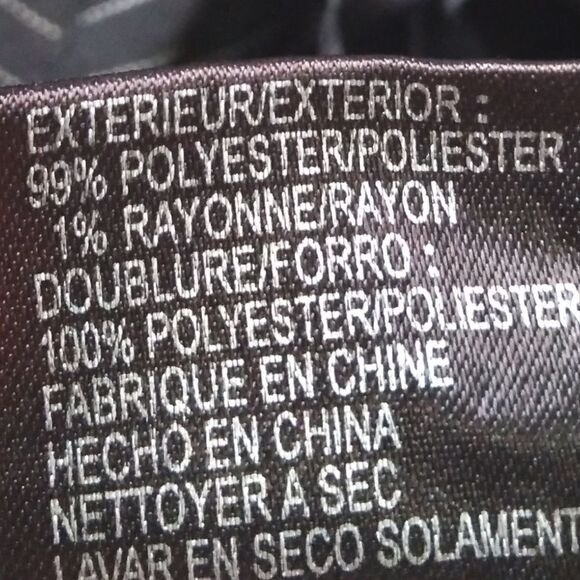 EXTERIEUR/EXTERIOR :
99% POLYESTER/POLIESTER
1% RAYONNE/RAYON
DOUBLURE/FORRO :
100% POLYESTER/POLIESTER
FABRIQUE EN CHINE
HECHO EN CHINA
NETTOYER A SEC
LAVAR EN SECO SOLAMENT